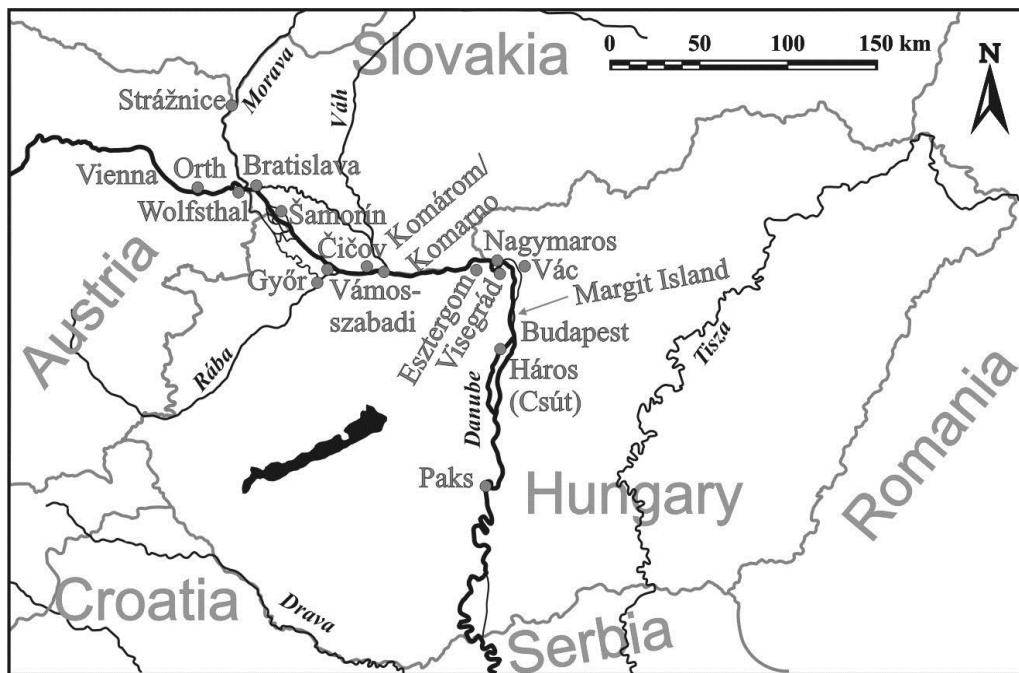 Slovakia
0 50 100 150 km
N
Morava
Strážnice
Váh
Vienna
Orth
Bratislava
Wolfsthal
Šamorín
Komárom/
Komarno
Čičov
Nagymaros
Vác
Győr
Vámos-
szabadi
Esztergom
Visegrád
Margit Island
Austria
Budapest
Tisza
Rába
Háros
(Csút)
Danube
Romania
Paks
Hungary
Croatia
Drava
Serbia